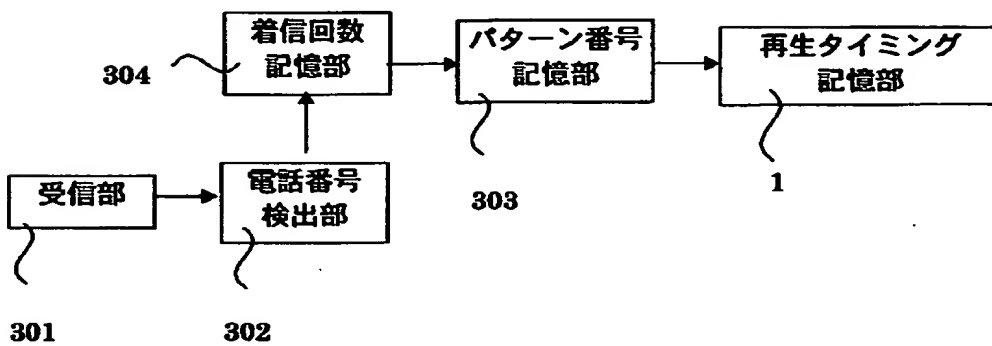 着信回数
記憶部
304
パターン番号
記憶部
303
再生タイミング
記憶部
1
受信部
301
電話番号
検出部
302